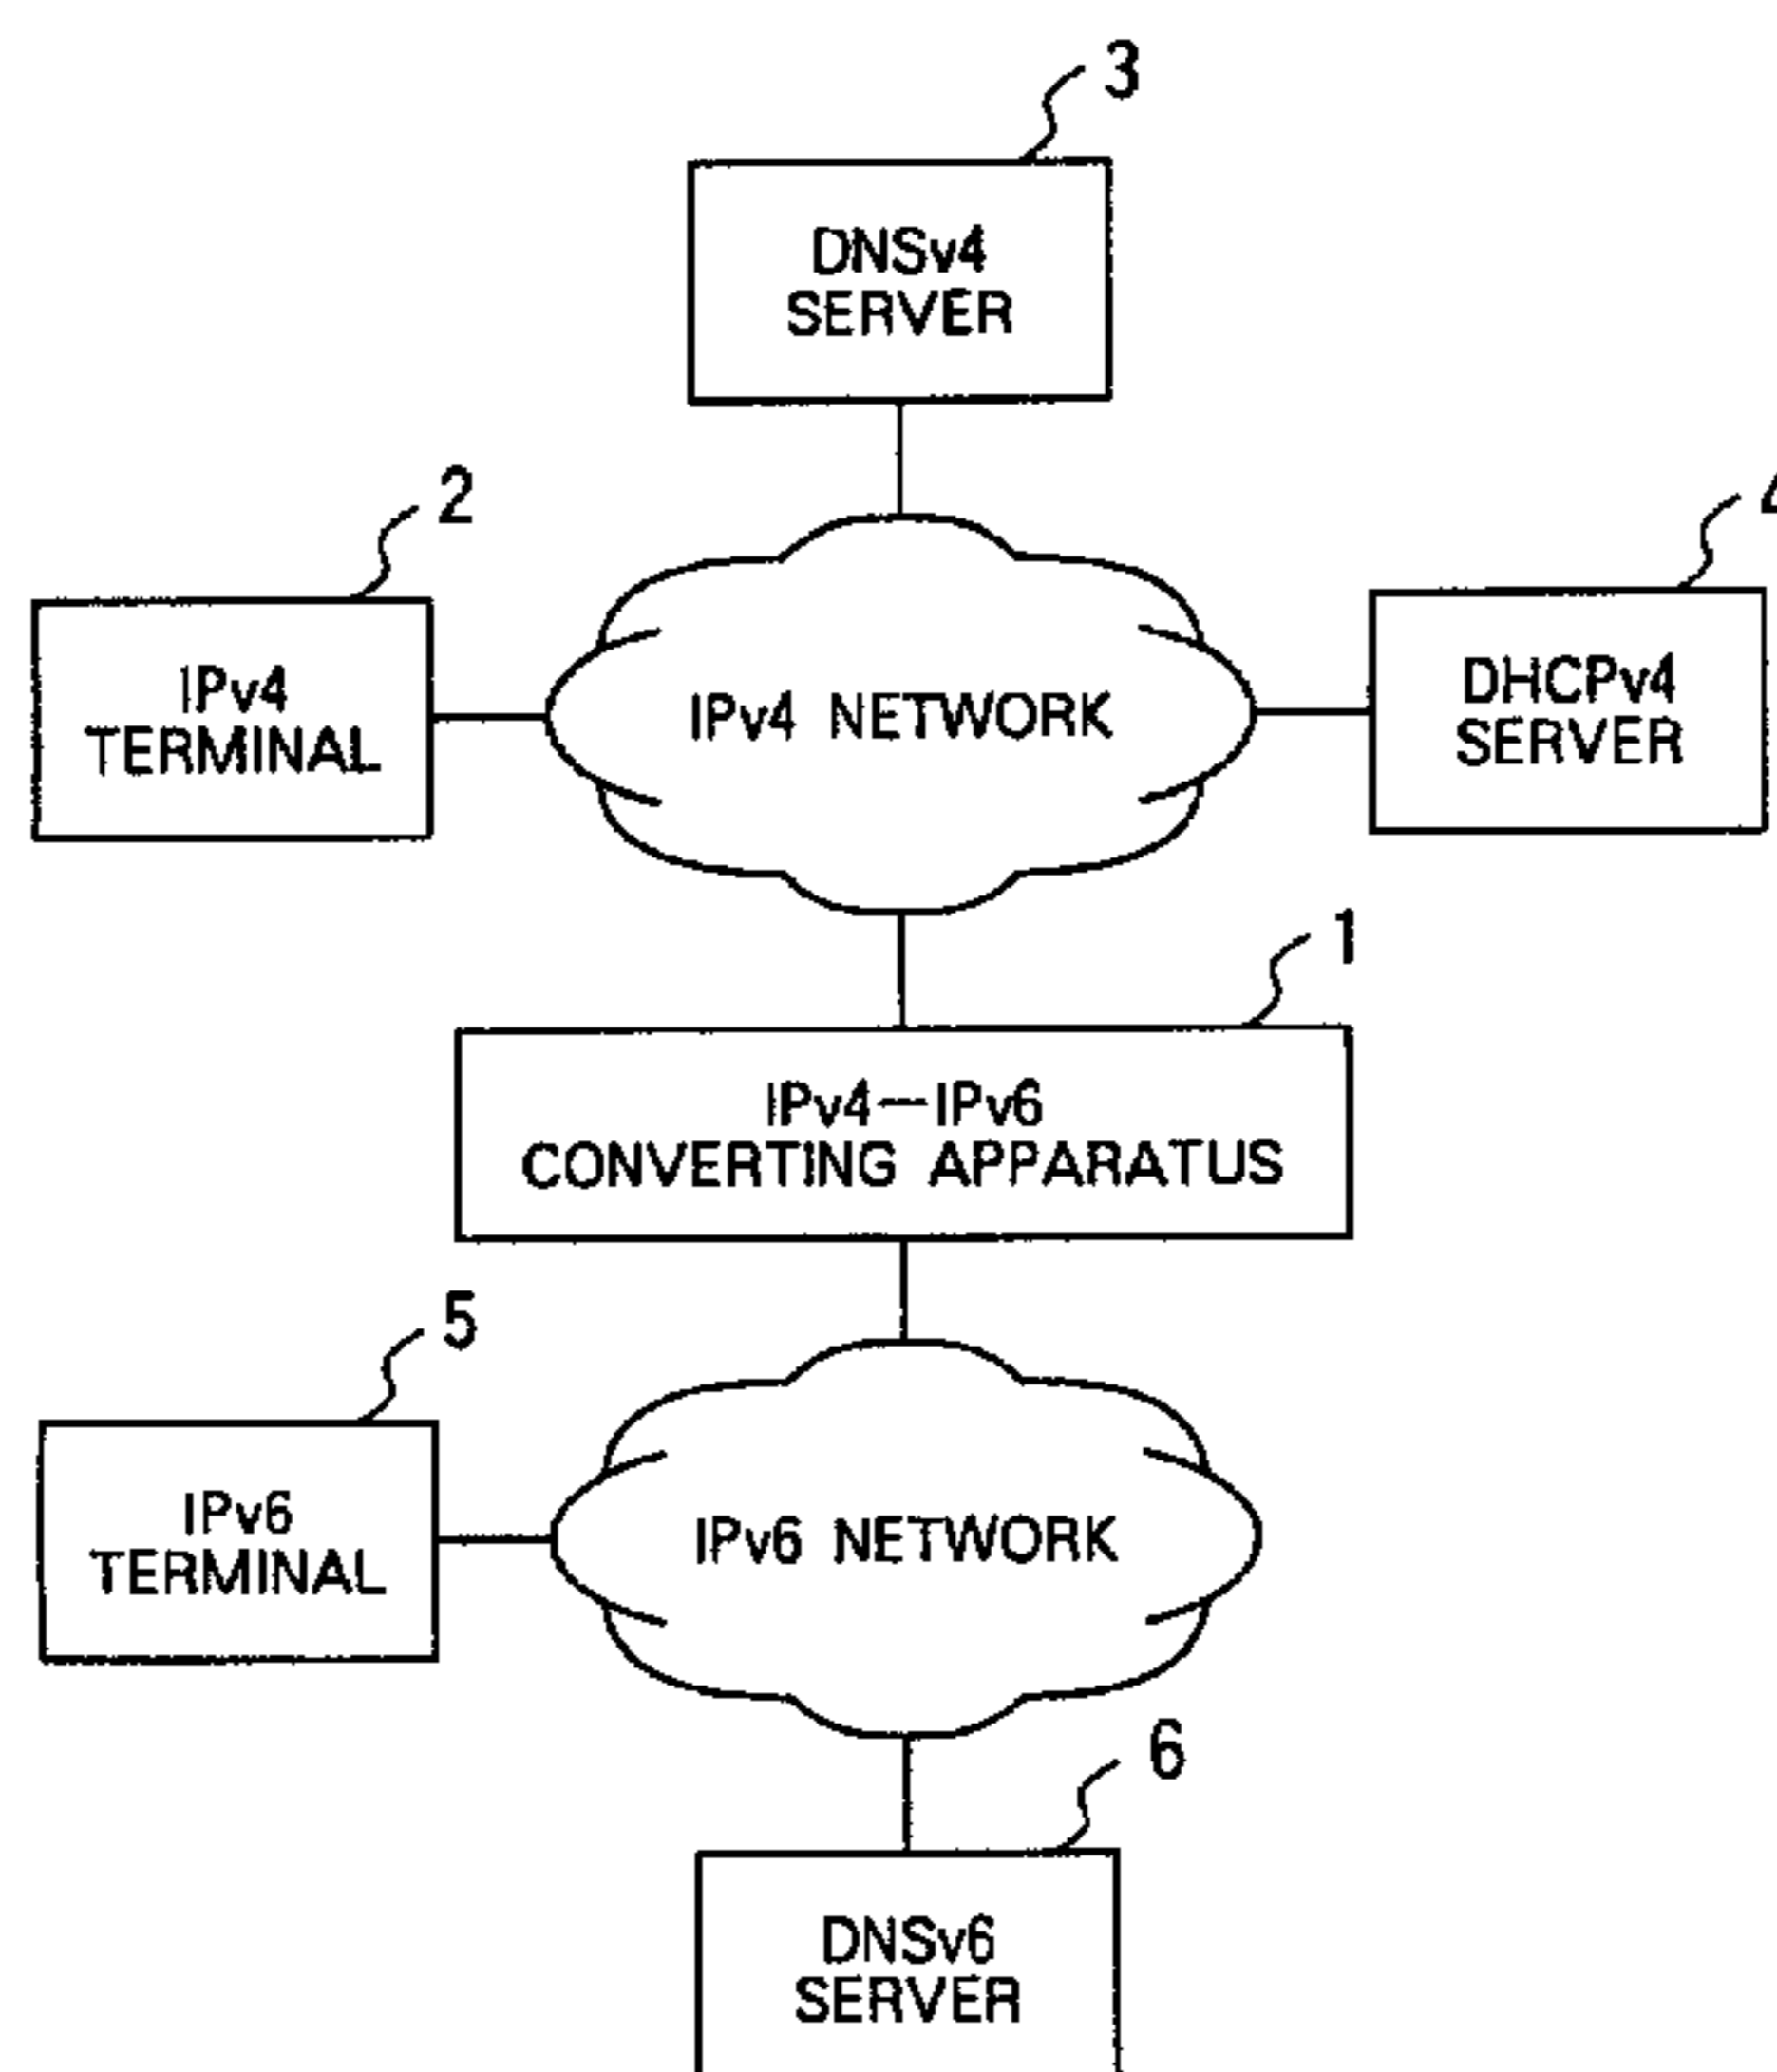 3
DNSv4
SERVER
2
4
IPv4
TERMINAL
IPv4 NETWORK
DHCPv4
SERVER
1
IPv4—IPv6
CONVERTING APPARATUS
5
IPv6
TERMINAL
IPv6 NETWORK
6
DNSv6
SERVER